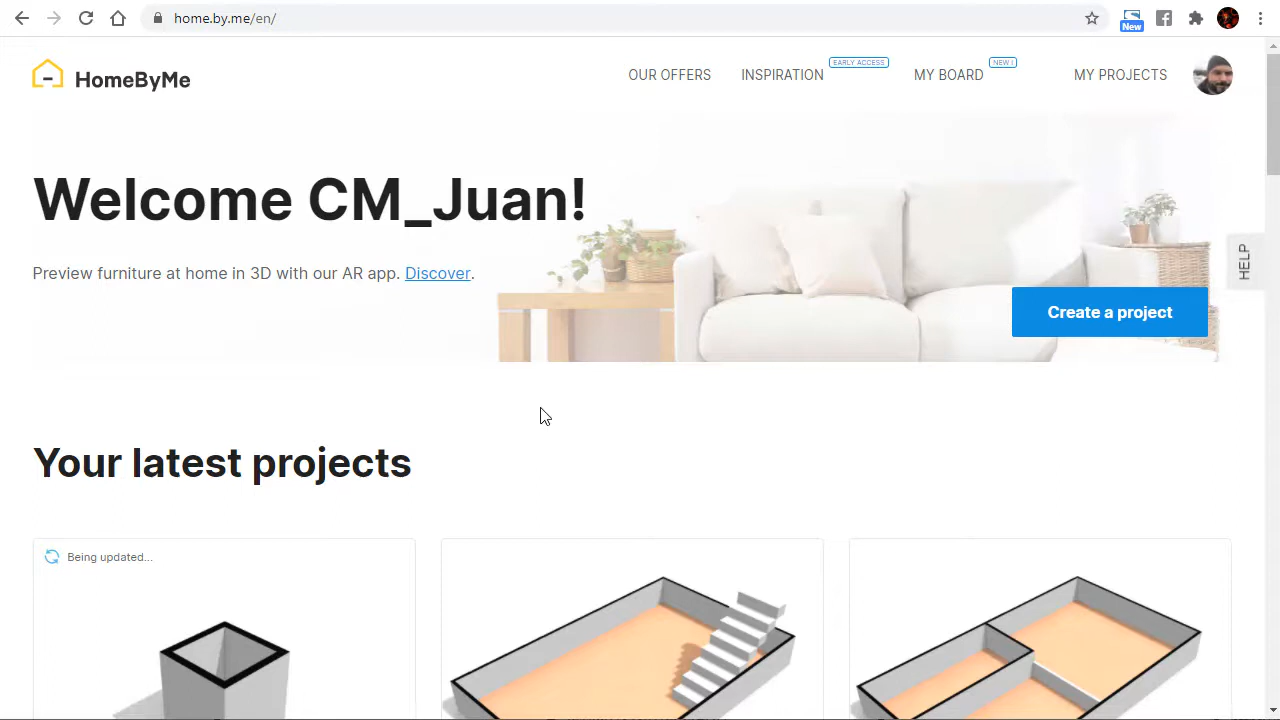 home.by.me/en/
New
HomeByMe
OUR OFFERS
INSPIRATION
EARLY ACCESS
MY BOARD
NEW !
MY PROJECTS
Welcome CM_Juan!
Preview furniture at home in 3D with our AR app. Discover.
HELP
Create a project
Your latest projects
Being updated...